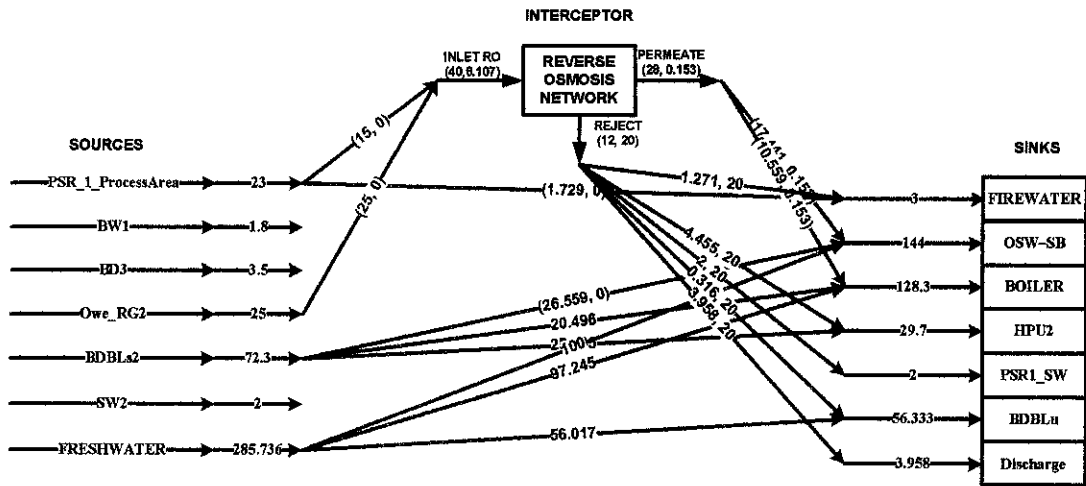 INTERCEPTOR
INLET RO
(40,6.107)
REVERSE
OSMOSIS
NETWORK
PERMEATE
(28, 0.153)
REJECT
(12, 20)
SOURCES
SINKS
(15, 0)
(25, 0)
(1.729, 0)
1.271, 20
(10.559, 0.153)
4.455, 20
2, 20
0.316, 20
3.958, 20
(26.559, 0)
20.496
97.245
56.017
PSR_1_ProcessArea 23
BW1 1.8
BD3 3.5
Owe_RG2 25
BDBLs2 72.3
SW2 2
FRESHWATER 285.736
3 FIREWATER
144 OSW-SB
128.3 BOILER
29.7 HPU2
2 PSR1_SW
56.333 BDBLu
3.958 Discharge